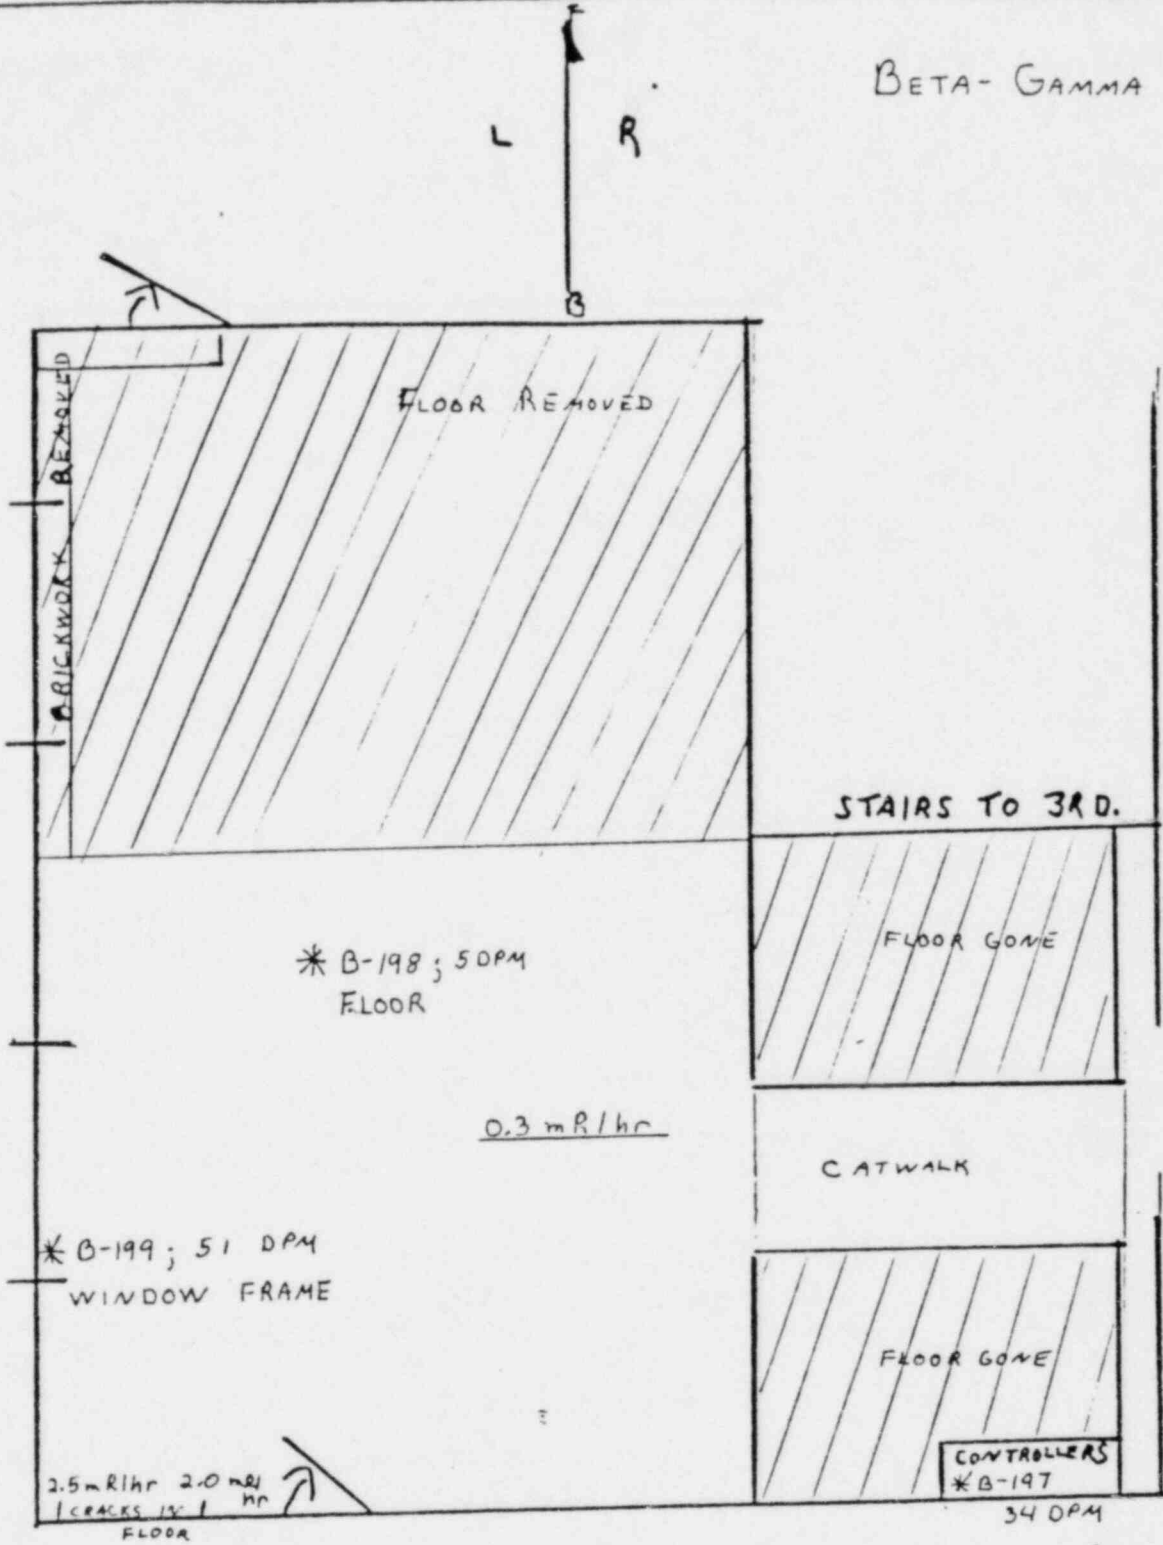 F
BETA-GAMMA
L R
B
FLOOR REMOVED
BRICKWORK REMOVED
STAIRS TO 3RD.
FLOOR GONE
* B-198; 5 DPM
FLOOR
0.3 mR/hr
CATWALK
* B-199; 51 DPM
WINDOW FRAME
FLOOR GONE
CONTROLLERS
* B-197
34 DPM
2.5 mR/hr 2.0 mR/hr
CRACKS IN
FLOOR